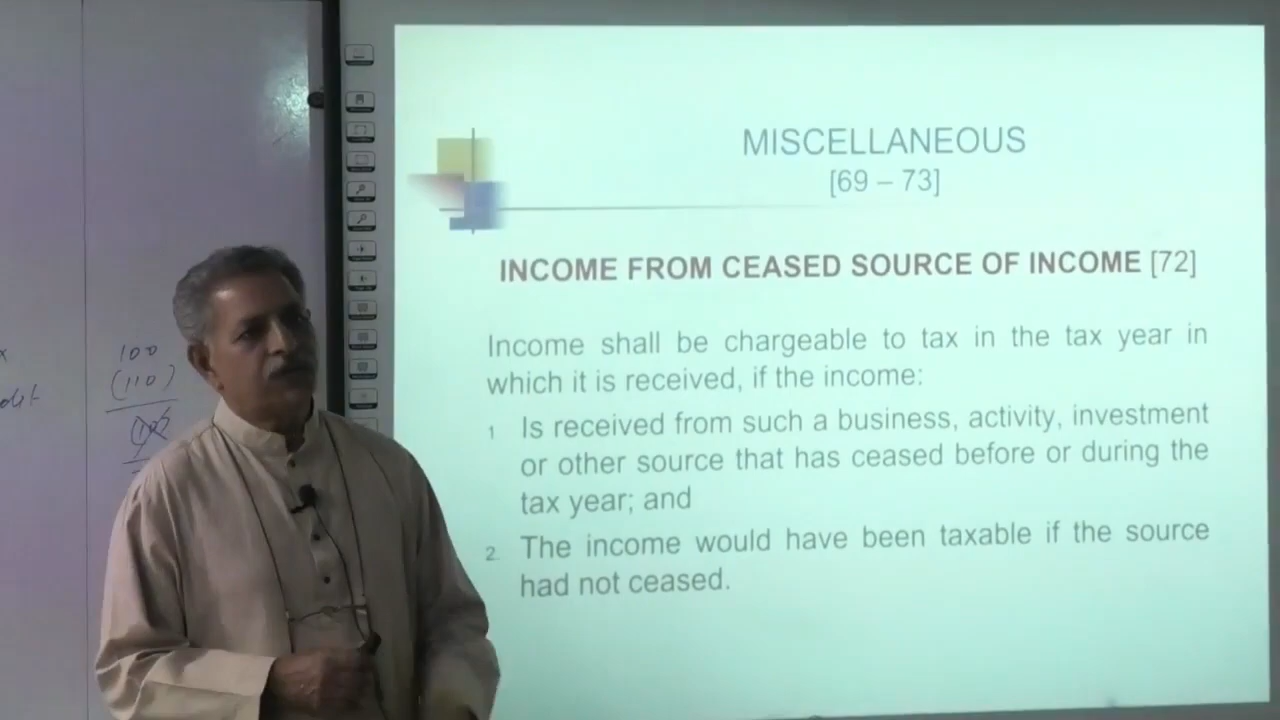 MISCELLANEOUS
[69 – 73]
INCOME FROM CEASED SOURCE OF INCOME [72]
Income shall be chargeable to tax in the tax year in
which it is received, if the income:
1 Is received from such a business, activity, investment
or other source that has ceased before or during the
tax year; and
2. The income would have been taxable if the source
had not ceased.
100
(110)